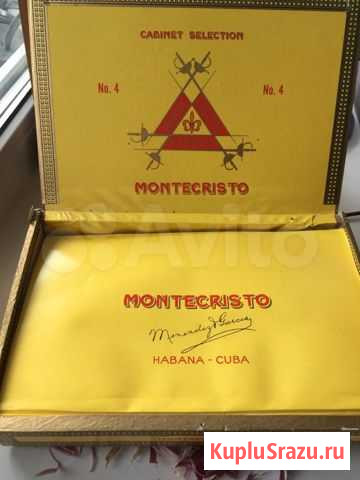 CABINET SELECTION
No. 4
No. 4
MONTECRISTO
Avito
MONTECRISTO
Menendez y Garcia
HABANA - CUBA
KupluSrazu.ru